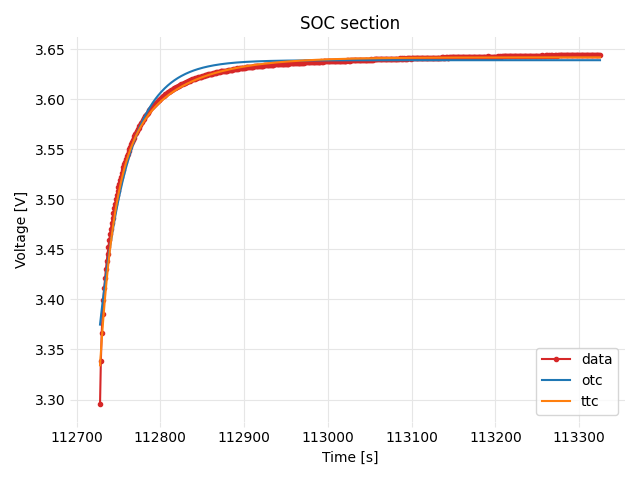 SOC section
3.65
3.60
3.55
3.50
3.45
3.40
3.35
3.30
Voltage [V]
data
otc
ttc
112700 112800 112900 113000 113100 113200 113300
Time [s]